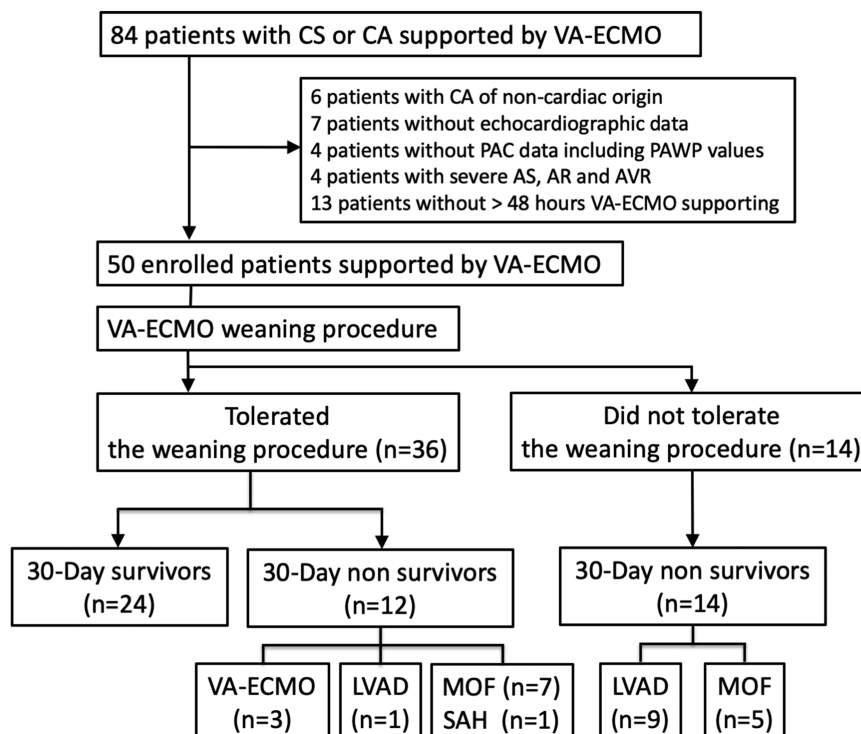 84 patients with CS or CA supported by VA-ECMO
6 patients with CA of non-cardiac origin
7 patients without echocardiographic data
4 patients without PAC data including PAWP values
4 patients with severe AS, AR and AVR
13 patients without > 48 hours VA-ECMO supporting
50 enrolled patients supported by VA-ECMO
VA-ECMO weaning procedure
Tolerated
the weaning procedure (n=36)
Did not tolerate
the weaning procedure (n=14)
30-Day survivors
(n=24)
30-Day non survivors
(n=12)
30-Day non survivors
(n=14)
VA-ECMO
(n=3)
LVAD
(n=1)
MOF (n=7)
SAH (n=1)
LVAD
(n=9)
MOF
(n=5)